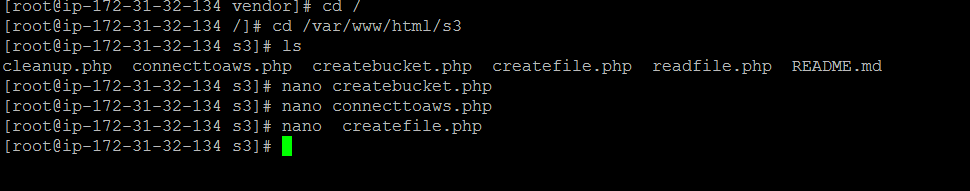 [root@ip-172-31-32-134 vendor]# cd /
[root@ip-172-31-32-134 /]# cd /var/www/html/s3
[root@ip-172-31-32-134 s3]# ls
cleanup.php  connecttoaws.php  createbucket.php  createfile.php  readfile.php  README.md
[root@ip-172-31-32-134 s3]# nano createbucket.php
[root@ip-172-31-32-134 s3]# nano connecttoaws.php
[root@ip-172-31-32-134 s3]# nano  createfile.php
[root@ip-172-31-32-134 s3]#